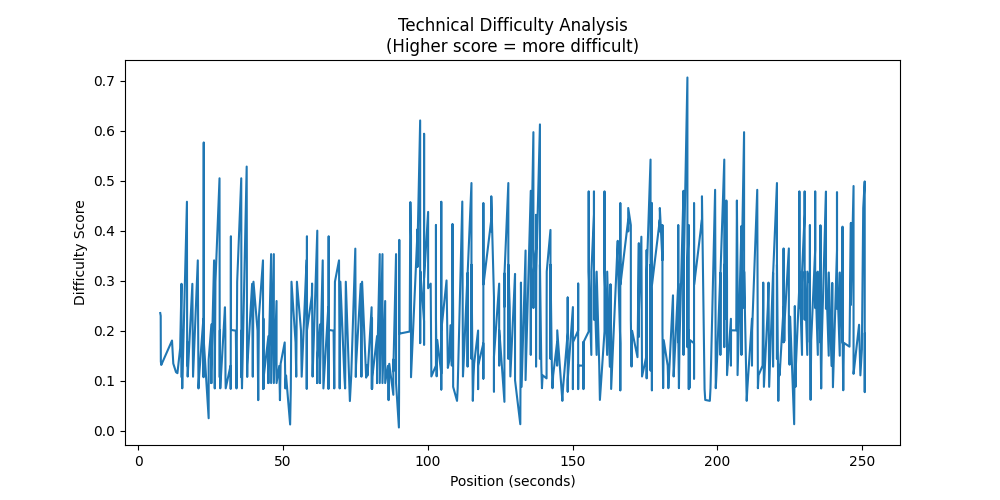 Technical Difficulty Analysis
(Higher score = more difficult)
Difficulty Score
0.7
0.6
0.5
0.4
0.3
0.2
0.1
0.0
0 50 100 150 200 250
Position (seconds)